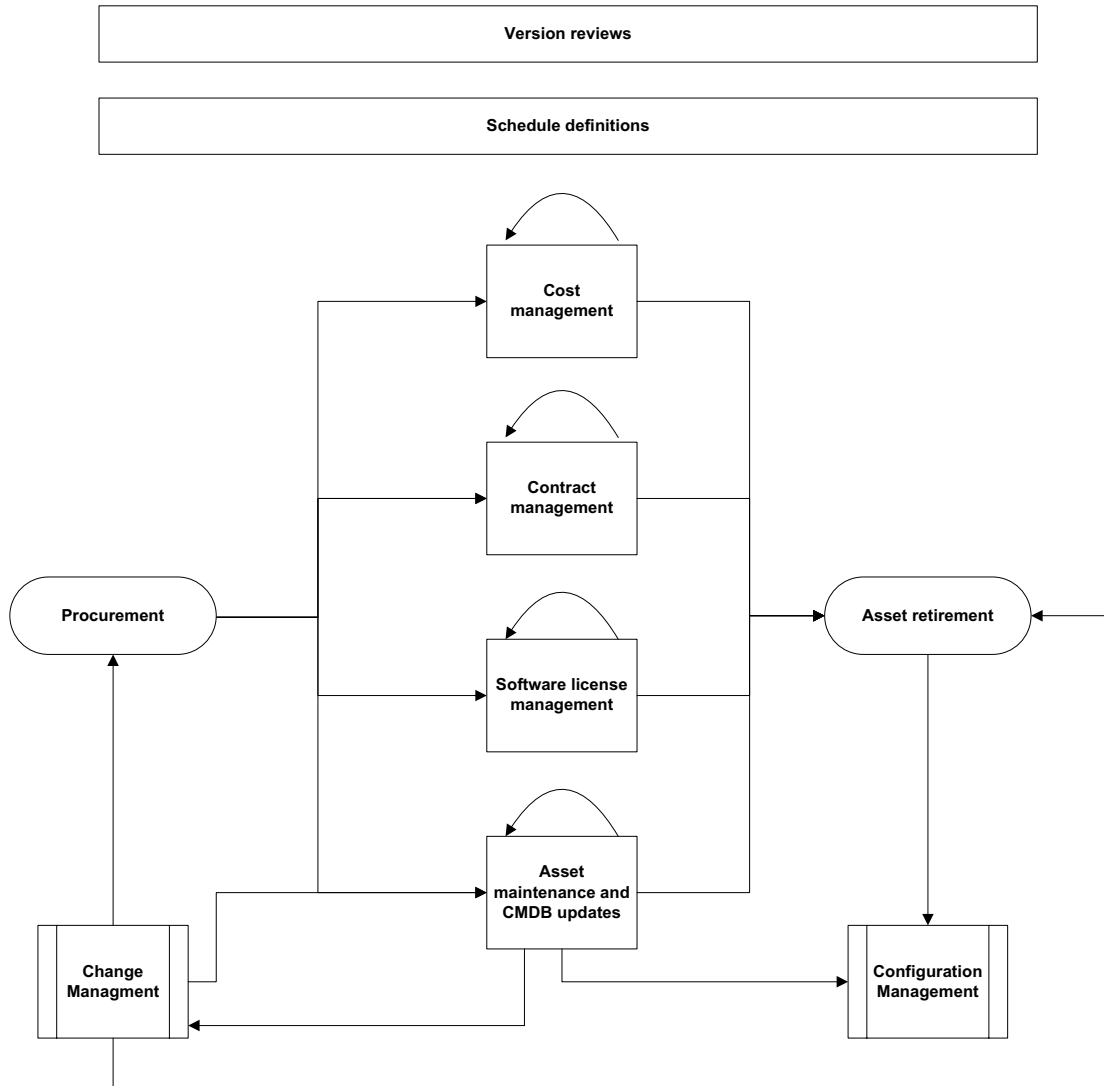 Version reviews
Schedule definitions
Cost
management
Contract
management
Procurement
Asset retirement
Software license
management
Asset
maintenance and
CMDB updates
Change
Managment
Configuration
Management